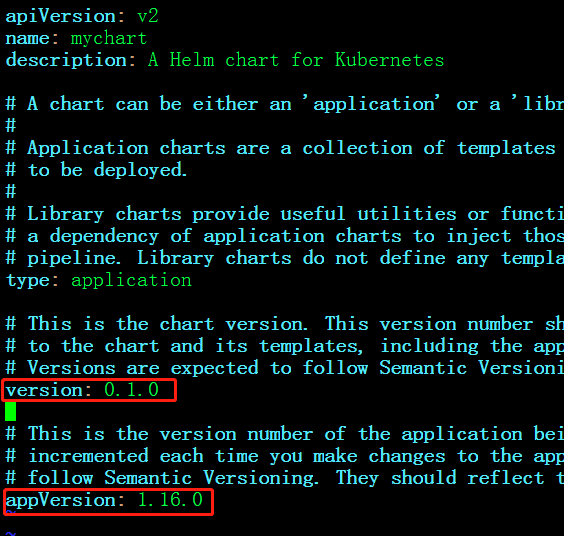 apiVersion: v2
name: mychart
description: A Helm chart for Kubernetes
# A chart can be either an 'application' or a 'libr
#
# Application charts are a collection of templates
# to be deployed.
#
# Library charts provide useful utilities or functi
# a dependency of application charts to inject thos
# pipeline. Library charts do not define any templa
type: application
# This is the chart version. This version number sh
# to the chart and its templates, including the app
# Versions are expected to follow Semantic Versioni
version: 0.1.0
# This is the version number of the application bei
# incremented each time you make changes to the app
# follow Semantic Versioning. They should reflect t
appVersion: 1.16.0
~
~